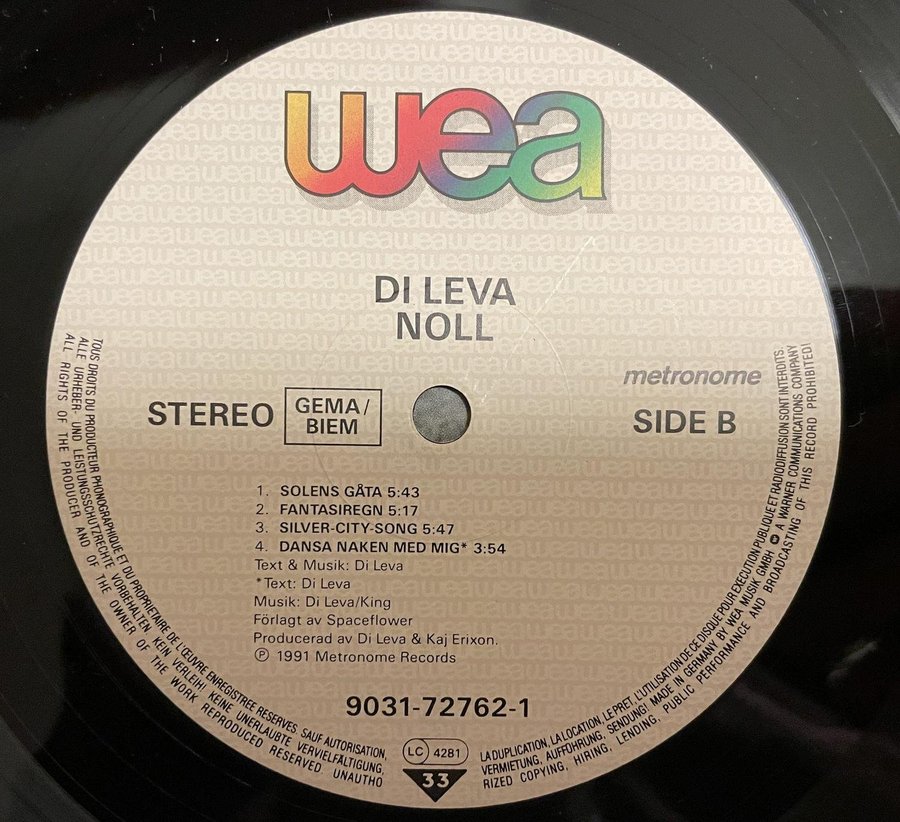 wea
DI LEVA
NOLL
metronome
STEREO
GEMA/
BIEM
SIDE B
1. SOLENS GÅTA 5:43
2. FANTASIREGN 5:17
3. SILVER-CITY-SONG 5:47
4. DANSA NAKEN MED MIG* 3:54
Text & Musik: Di Leva
*Text: Di Leva
Musik: Di Leva/King
Förlagt av Spaceflower
Producerad av Di Leva & Kaj Erixon.
Ⓟ 1991 Metronome Records
9031-72762-1
LC 4281
33
TOUS DROITS DU PRODUCTEUR PHONOGRAPHIQUE ET DU PROPRIETAIRE DE L'ŒUVRE ENREGISTREE RESERVES. SAUF AUTORISATION,
LA DUPLICATION, LA LOCATION, LE PRET, L'UTILISATION DE CE DISQUE POUR EXECUTION PUBLIQUE ET RADIODIFFUSION SONT INTERDITS
ALLE URHEBER- UND LEISTUNGSSCHUTZRECHTE VORBEHALTEN. KEIN VERLEIH! KEINE UNERLAUBTE VERVIELFÄLTIGUNG,
VERMIETUNG, AUFFÜHRUNG, SENDUNG! MADE IN GERMANY BY WEA MUSIK GMBH A WARNER COMMUNICATIONS COMPANY
ALL RIGHTS OF THE PRODUCER AND OF THE OWNER OF THE WORK REPRODUCED RESERVED UNAUTHO
RIZED COPYING, HIRING, LENDING, PUBLIC PERFORMANCE AND BROADCASTING OF THIS RECORD PROHIBITED!